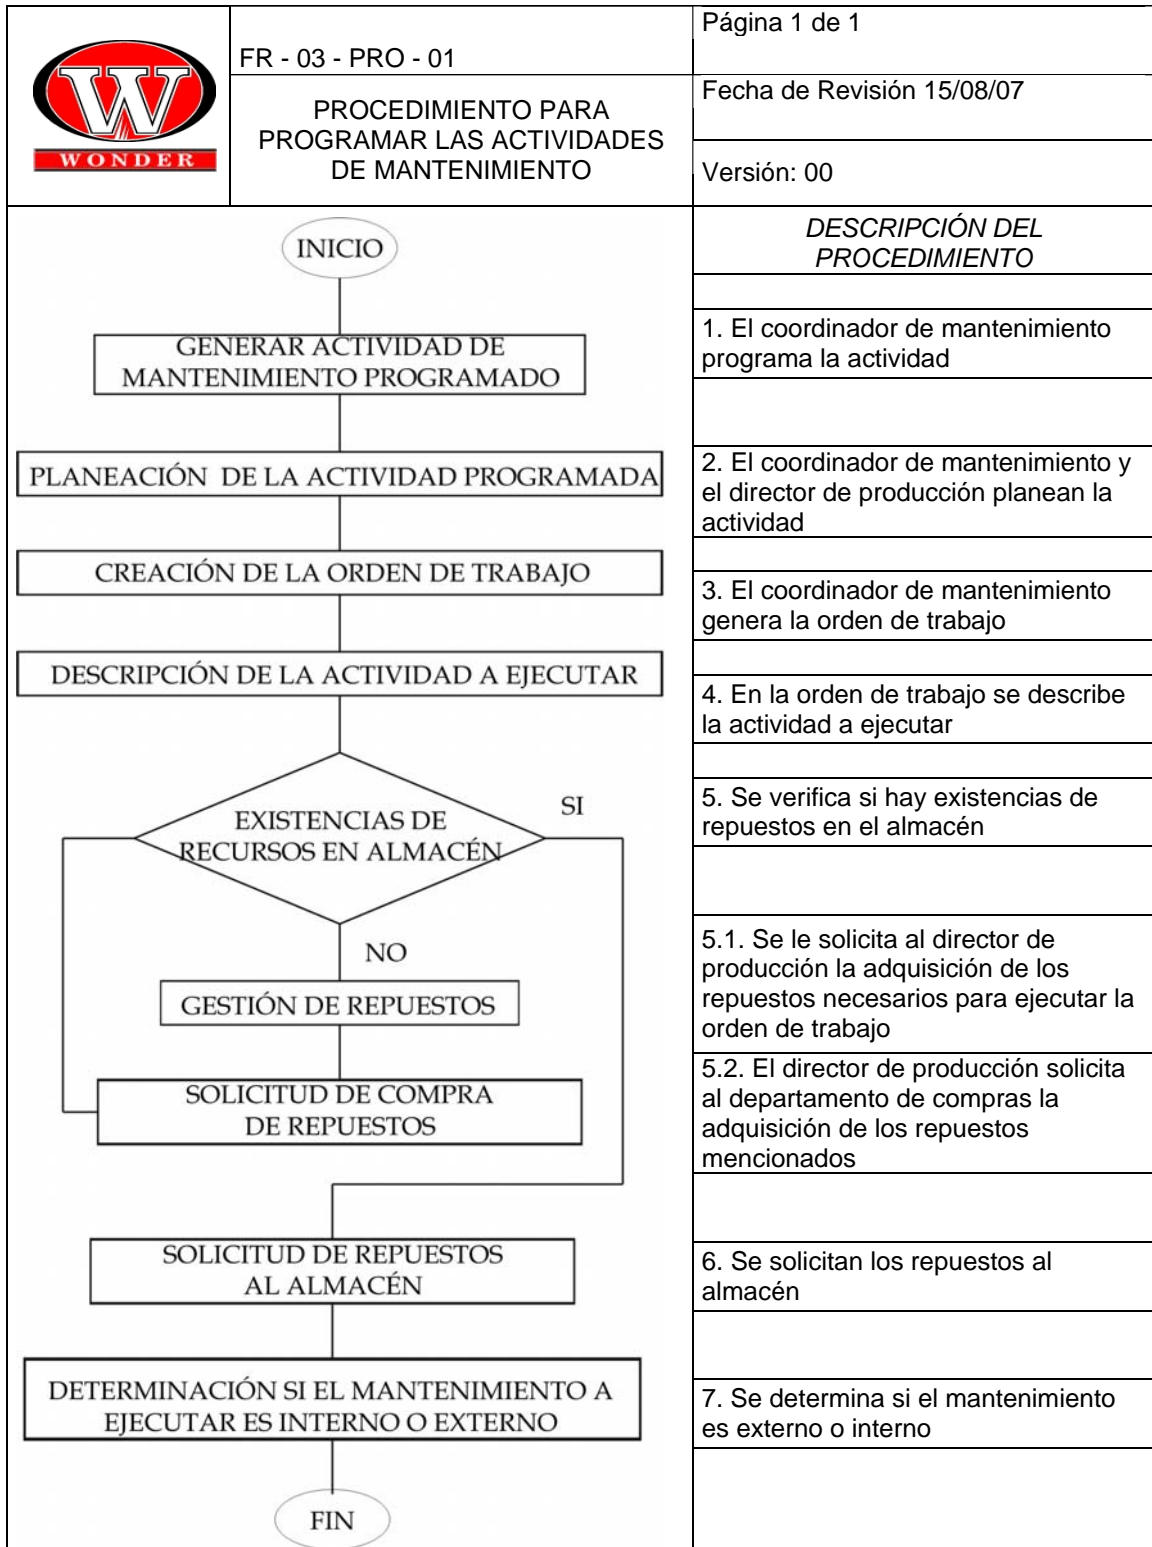 W
WONDER
FR - 03 - PRO - 01
PROCEDIMIENTO PARA
PROGRAMAR LAS ACTIVIDADES
DE MANTENIMIENTO
Página 1 de 1
Fecha de Revisión 15/08/07
Versión: 00
INICIO
GENERAR ACTIVIDAD DE
MANTENIMIENTO PROGRAMADO
PLANEACIÓN DE LA ACTIVIDAD PROGRAMADA
CREACIÓN DE LA ORDEN DE TRABAJO
DESCRIPCIÓN DE LA ACTIVIDAD A EJECUTAR
EXISTENCIAS DE
RECURSOS EN ALMACÉN
SI
NO
GESTIÓN DE REPUESTOS
SOLICITUD DE COMPRA
DE REPUESTOS
SOLICITUD DE REPUESTOS
AL ALMACÉN
DETERMINACIÓN SI EL MANTENIMIENTO A
EJECUTAR ES INTERNO O EXTERNO
FIN
DESCRIPCIÓN DEL
PROCEDIMIENTO
1. El coordinador de mantenimiento
programa la actividad
2. El coordinador de mantenimiento y
el director de producción planean la
actividad
3. El coordinador de mantenimiento
genera la orden de trabajo
4. En la orden de trabajo se describe
la actividad a ejecutar
5. Se verifica si hay existencias de
repuestos en el almacén
5.1. Se le solicita al director de
producción la adquisición de los
repuestos necesarios para ejecutar la
orden de trabajo
5.2. El director de producción solicita
al departamento de compras la
adquisición de los repuestos
mencionados
6. Se solicitan los repuestos al
almacén
7. Se determina si el mantenimiento
es externo o interno